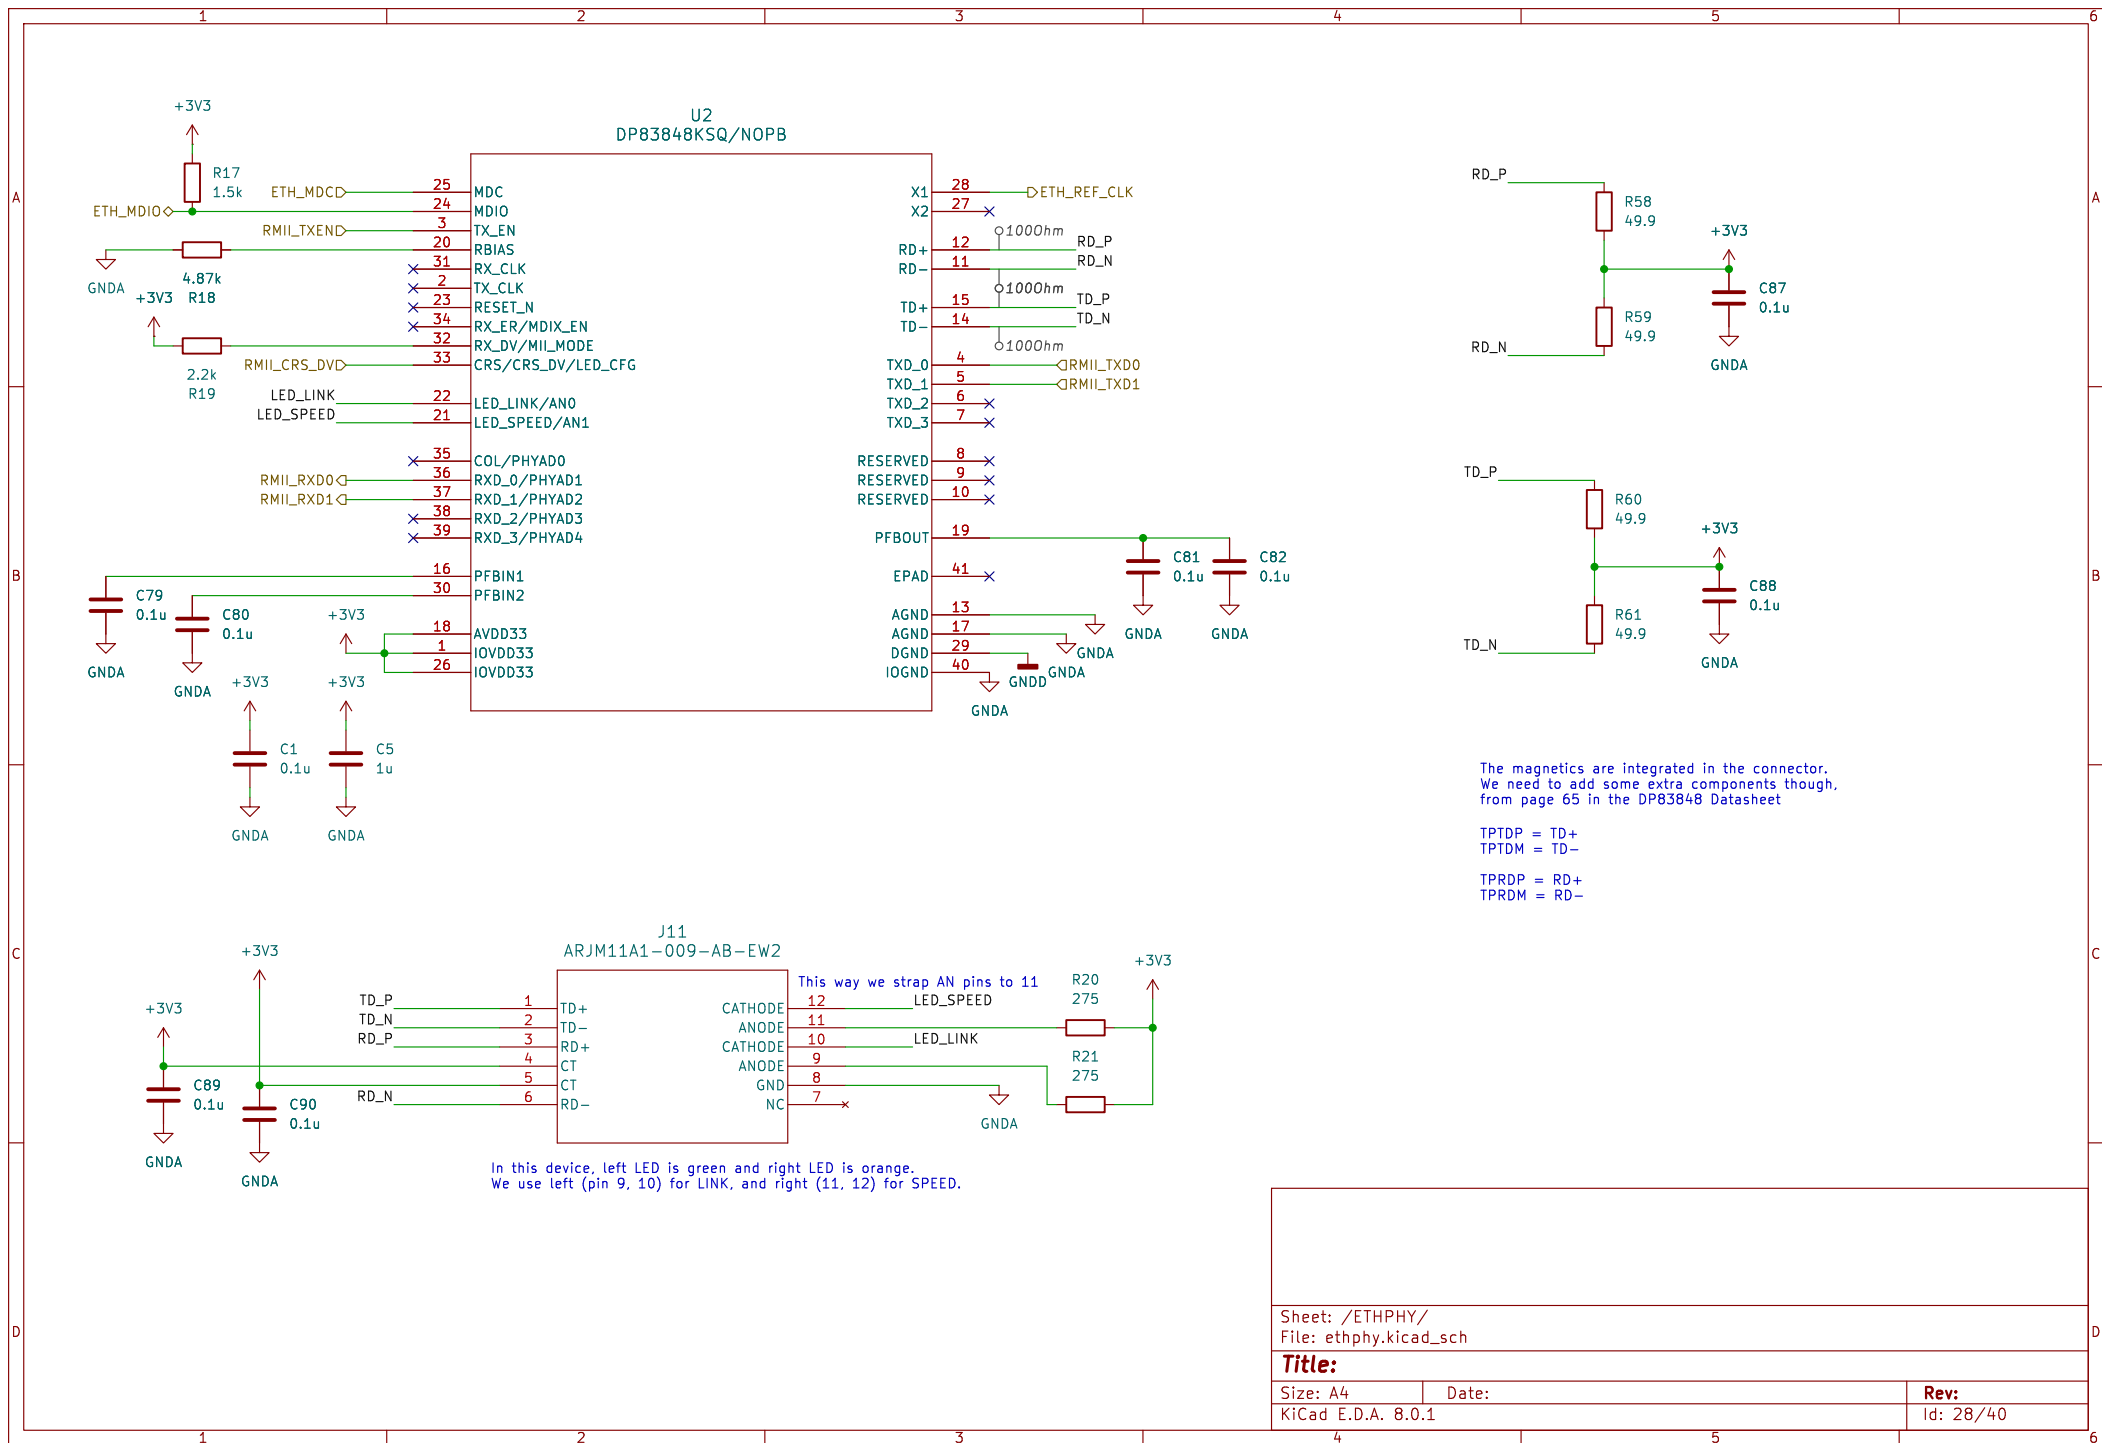 1 2 3 4 5 6
A
B
C
D
A
B
C
D
+3V3
R17
1.5k
ETH_MDC
ETH_MDIO
RMII_TXEN
GNDA
4.87k
R18
+3V3
2.2k
R19
RMII_CRS_DV
LED_LINK
LED_SPEED
RMII_RXD0
RMII_RXD1
U2
DP83848KSQ/NOPB
25 MDC
24 MDIO
3 TX_EN
20 RBIAS
31 RX_CLK
2 TX_CLK
23 RESET_N
34 RX_ER/MDIX_EN
32 RX_DV/MII_MODE
33 CRS/CRS_DV/LED_CFG
22 LED_LINK/AN0
21 LED_SPEED/AN1
35 COL/PHYAD0
36 RXD_0/PHYAD1
37 RXD_1/PHYAD2
38 RXD_2/PHYAD3
39 RXD_3/PHYAD4
16 PFBIN1
30 PFBIN2
18 AVDD33
1 IOVDD33
26 IOVDD33
X1 28 ETH_REF_CLK
X2 27
100Ohm
RD+ 12 RD_P
RD- 11 RD_N
100Ohm
TD+ 15 TD_P
TD- 14 TD_N
100Ohm
TXD_0 4 RMII_TXD0
TXD_1 5 RMII_TXD1
TXD_2 6
TXD_3 7
RESERVED 8
RESERVED 9
RESERVED 10
PFBOUT 19
EPAD 41
AGND 13
AGND 17
DGND 29
IOGND 40
C81
0.1u
GNDA
C82
0.1u
GNDA
GNDA
GNDA
GNDD
GNDA
C79
0.1u
GNDA
C80
0.1u
GNDA
+3V3
+3V3
C1
0.1u
GNDA
+3V3
C5
1u
GNDA
RD_P
R58
49.9
+3V3
C87
0.1u
GNDA
R59
49.9
RD_N
TD_P
R60
49.9
+3V3
C88
0.1u
GNDA
R61
49.9
TD_N
The magnetics are integrated in the connector.
We need to add some extra components though,
from page 65 in the DP83848 Datasheet
TPTDP = TD+
TPTDM = TD-
TPRDP = RD+
TPRDM = RD-
J11
ARJM11A1-009-AB-EW2
+3V3
+3V3
C89
0.1u
GNDA
C90
0.1u
GNDA
TD_P 1 TD+
TD_N 2 TD-
RD_P 3 RD+
4 CT
5 CT
RD_N 6 RD-
This way we strap AN pins to 11
CATHODE 12 LED_SPEED
ANODE 11
CATHODE 10 LED_LINK
ANODE 9
GND 8
NC 7
GNDA
R20
275
R21
275
+3V3
In this device, left LED is green and right LED is orange.
We use left (pin 9, 10) for LINK, and right (11, 12) for SPEED.
Sheet: /ETHPHY/
File: ethphy.kicad_sch
Title:
Size: A4 Date: Rev:
KiCad E.D.A. 8.0.1 Id: 28/40
1 2 3 4 5 6